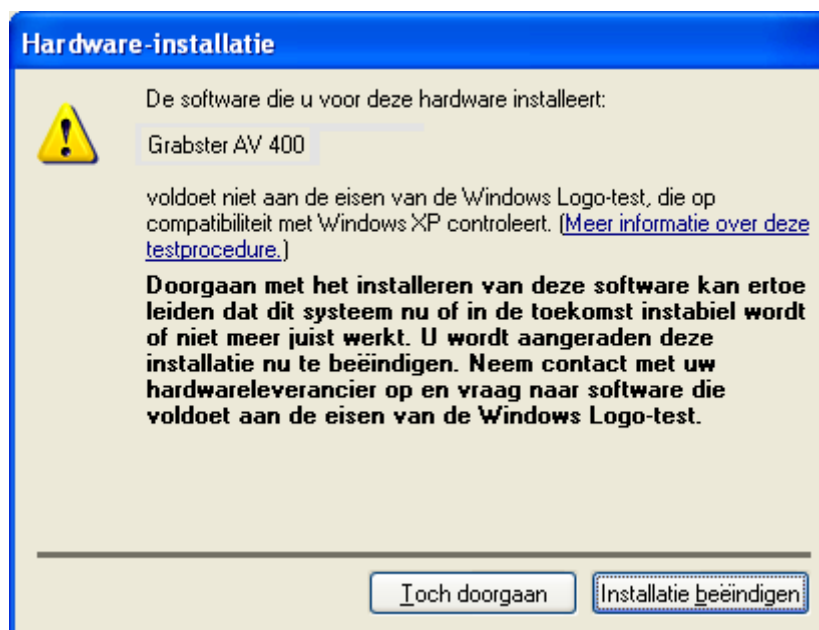 Hardware-installatie
De software die u voor deze hardware installeert:
Grabster AV 400
voldoet niet aan de eisen van de Windows Logo-test, die op
compatibiliteit met Windows XP controleert. (Meer informatie over deze
testprocedure.)
Doorgaan met het installeren van deze software kan ertoe
leiden dat dit systeem nu of in de toekomst instabiel wordt
of niet meer juist werkt. U wordt aangeraden deze
installatie nu te beëindigen. Neem contact met uw
hardwareleverancier op en vraag naar software die
voldoet aan de eisen van de Windows Logo-test.
Toch doorgaan
Installatie beëindigen